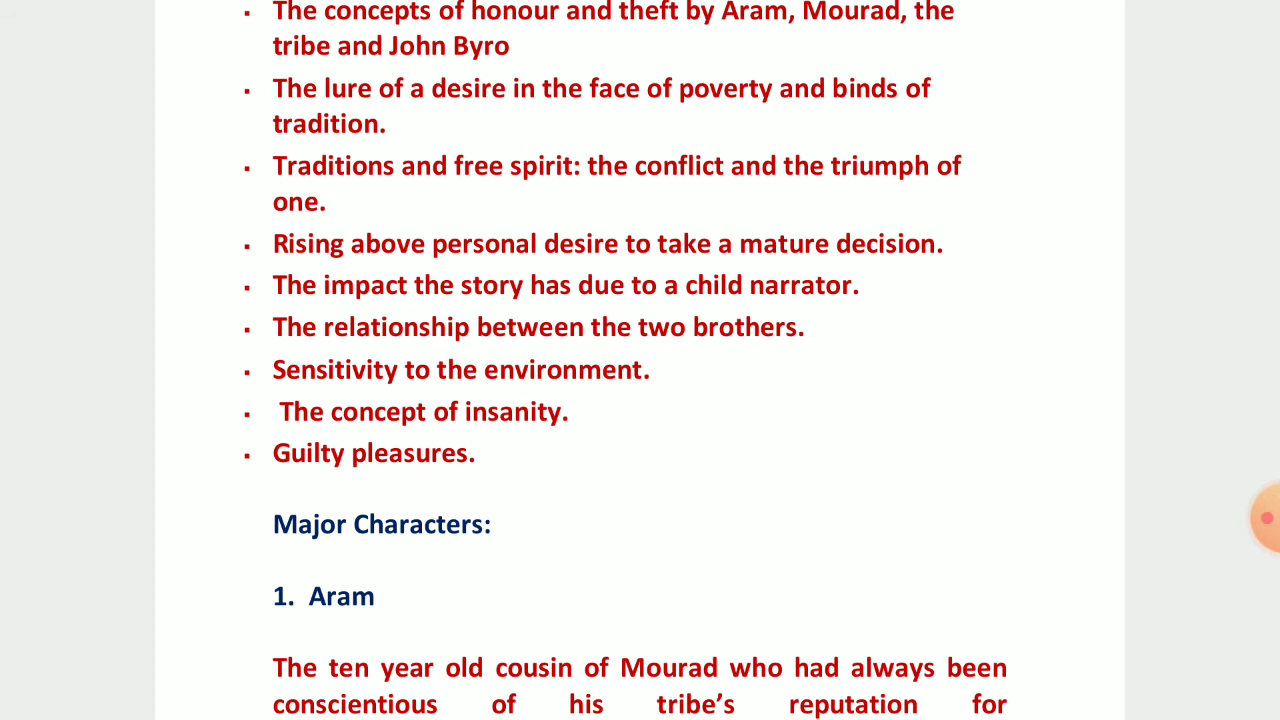 ▪ The concepts of honour and theft by Aram, Mourad, the
tribe and John Byro
▪ The lure of a desire in the face of poverty and binds of
tradition.
▪ Traditions and free spirit: the conflict and the triumph of
one.
▪ Rising above personal desire to take a mature decision.
▪ The impact the story has due to a child narrator.
▪ The relationship between the two brothers.
▪ Sensitivity to the environment.
▪ The concept of insanity.
▪ Guilty pleasures.
Major Characters:
1. Aram
The ten year old cousin of Mourad who had always been
conscientious of his tribe’s reputation for